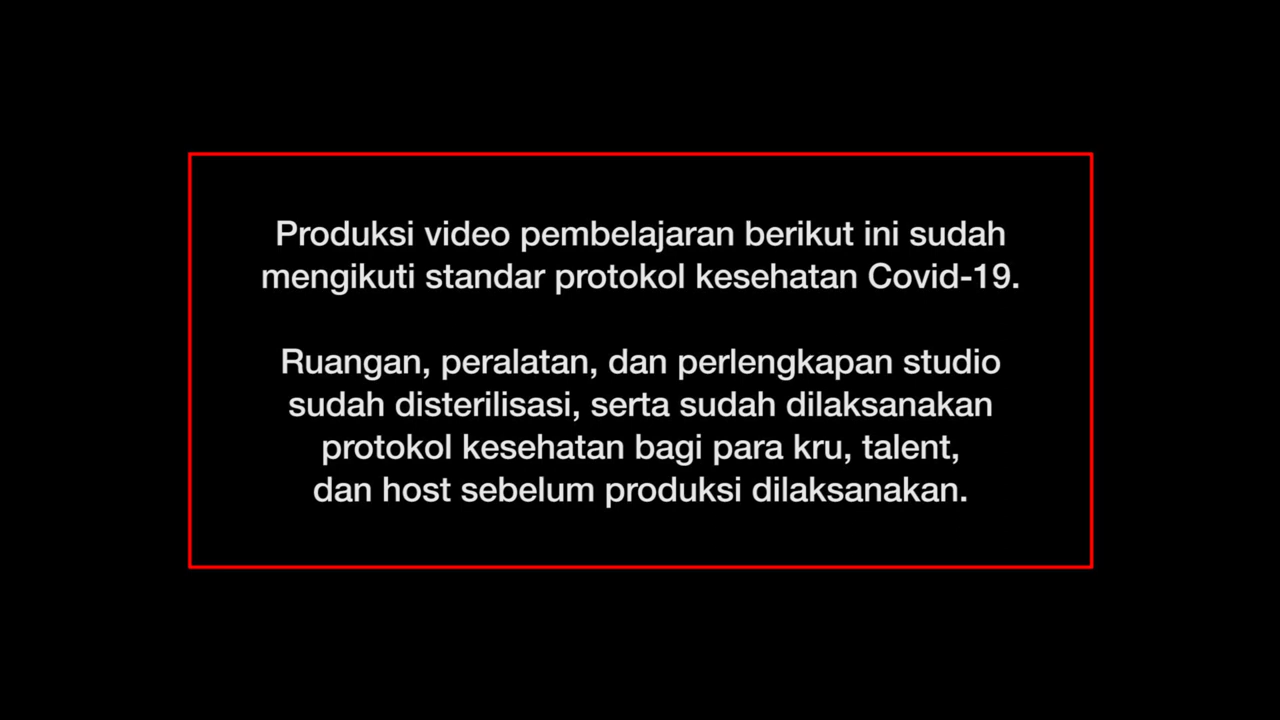 Produksi video pembelajaran berikut ini sudah
mengikuti standar protokol kesehatan Covid-19.
Ruangan, peralatan, dan perlengkapan studio
sudah disterilisasi, serta sudah dilaksanakan
protokol kesehatan bagi para kru, talent,
dan host sebelum produksi dilaksanakan.